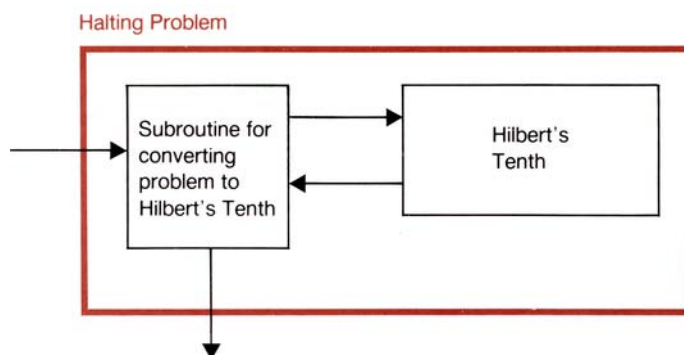 Halting Problem
Subroutine for
converting
problem to
Hilbert's Tenth
Hilbert's
Tenth